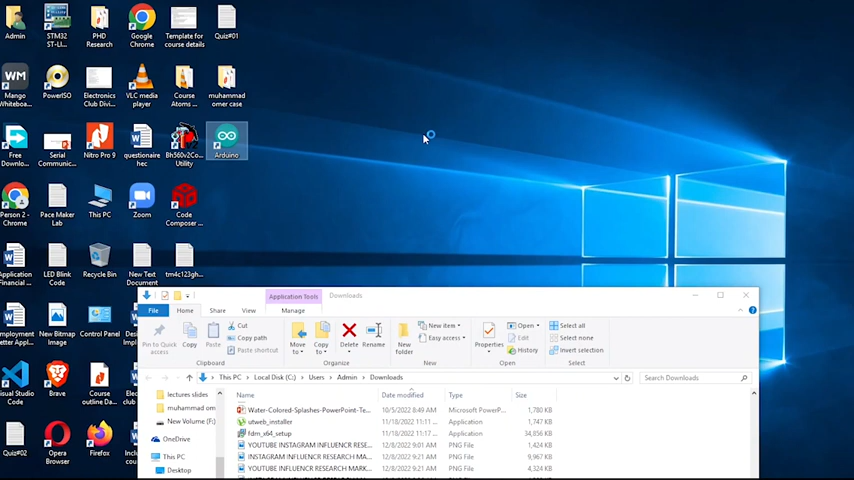 Admin
STM32 ST-LI...
PHD Research
Google Chrome
Template for course details
Quiz#01
Mango Whiteboa...
PowerISO
Electronics Club Divi...
VLC media player
Course Atoms ...
muhammad omer case
Free Downlo...
Serial Communic...
Nitro Pro 9
questionaire hec
Bh560v2Co... Utility
Arduino
Person 2 - Chrome
Pace Maker Lab
This PC
Zoom
Code Composer ...
Application Financial ...
LED Blink Code
Recycle Bin
New Text Document
tm4c123gh...
Employment Letter Appl...
New Bitmap Image
Control Panel
Visual Studio Code
Brave
Course outline Da...
Quiz#02
Opera Browser
Firefox
Application Tools
Downloads
File
Home
Share
View
Manage
Pin to Quick access
Copy
Paste
Cut
Copy path
Paste shortcut
Clipboard
Move to
Copy to
Delete
Rename
Organize
New folder
New item
Easy access
New
Properties
Open
Edit
History
Open
Select all
Select none
Invert selection
Select
This PC > Local Disk (C:) > Users > Admin > Downloads
Search Downloads
lectures slides
muhammad om
New Volume (F:)
OneDrive
This PC
Desktop
Name
Date modified
Type
Size
Water-Colored-Splashes-PowerPoint-Te... 10/5/2022 8:49 AM Microsoft PowerP... 1,780 KB
utweb_installer 11/18/2022 11:11 ... Application 1,747 KB
fdm_x64_setup 11/18/2022 11:17 ... Application 34,856 KB
YOUTUBE INSTAGRAM INFLUENCR RESEAR... 12/8/2022 9:21 AM PNG File 1,424 KB
INSTAGRAM INFLUENCER RESEARCH MA... 12/8/2022 9:21 AM PNG File 9,967 KB
YOUTUBE INFLUENCER RESEARCH MARK... 12/8/2022 9:21 AM PNG File 4,324 KB